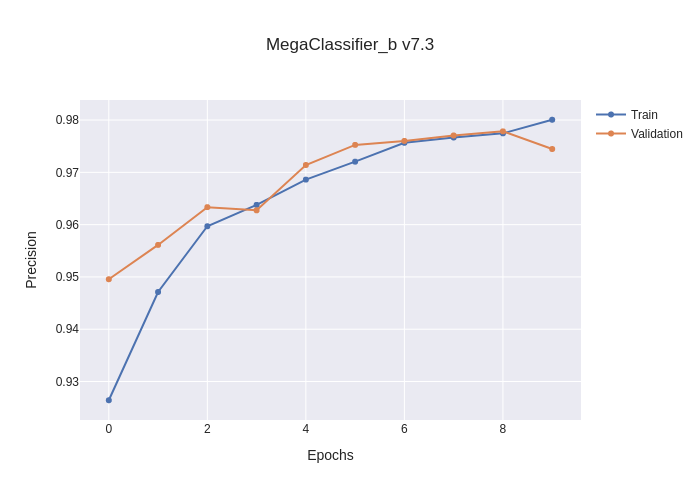 MegaClassifier_b v7.3
Train
Validation
0.98
0.97
0.96
0.95
0.94
0.93
Precision
0 2 4 6 8
Epochs